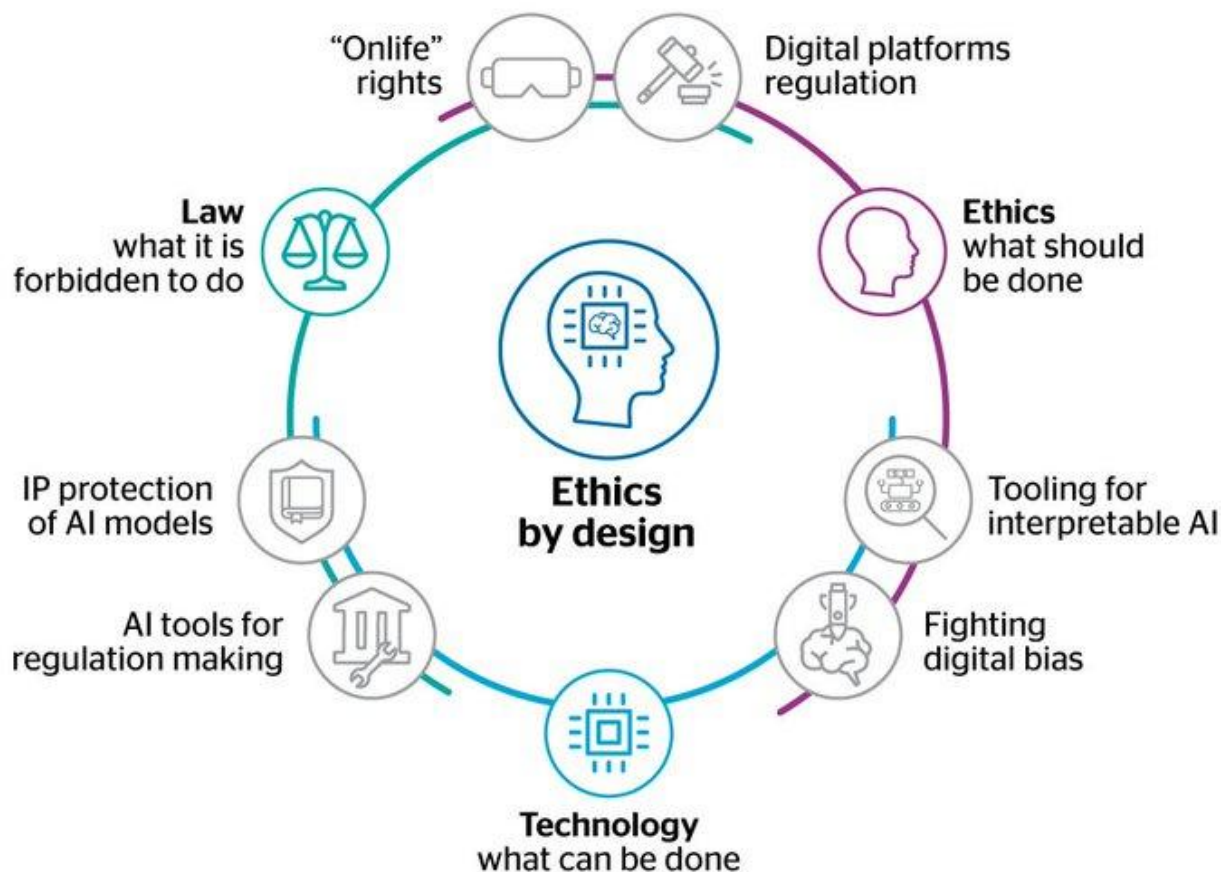 “Onlife”
rights
Digital platforms
regulation
Law
what it is
forbidden to do
Ethics
what should
be done
Ethics
by design
IP protection
of AI models
Tooling for
interpretable AI
AI tools for
regulation making
Fighting
digital bias
Technology
what can be done